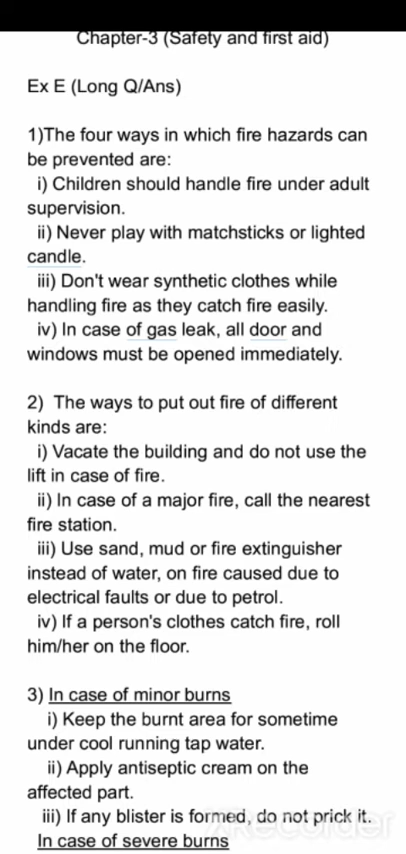 Chapter-3 (Safety and first aid)
Ex E (Long Q/Ans)
1)The four ways in which fire hazards can
be prevented are:
i) Children should handle fire under adult
supervision.
ii) Never play with matchsticks or lighted
candle.
iii) Don't wear synthetic clothes while
handling fire as they catch fire easily.
iv) In case of gas leak, all door and
windows must be opened immediately.
2) The ways to put out fire of different
kinds are:
i) Vacate the building and do not use the
lift in case of fire.
ii) In case of a major fire, call the nearest
fire station.
iii) Use sand, mud or fire extinguisher
instead of water, on fire caused due to
electrical faults or due to petrol.
iv) If a person's clothes catch fire, roll
him/her on the floor.
3) In case of minor burns
i) Keep the burnt area for sometime
under cool running tap water.
ii) Apply antiseptic cream on the
affected part.
iii) If any blister is formed, do not prick it.
In case of severe burns